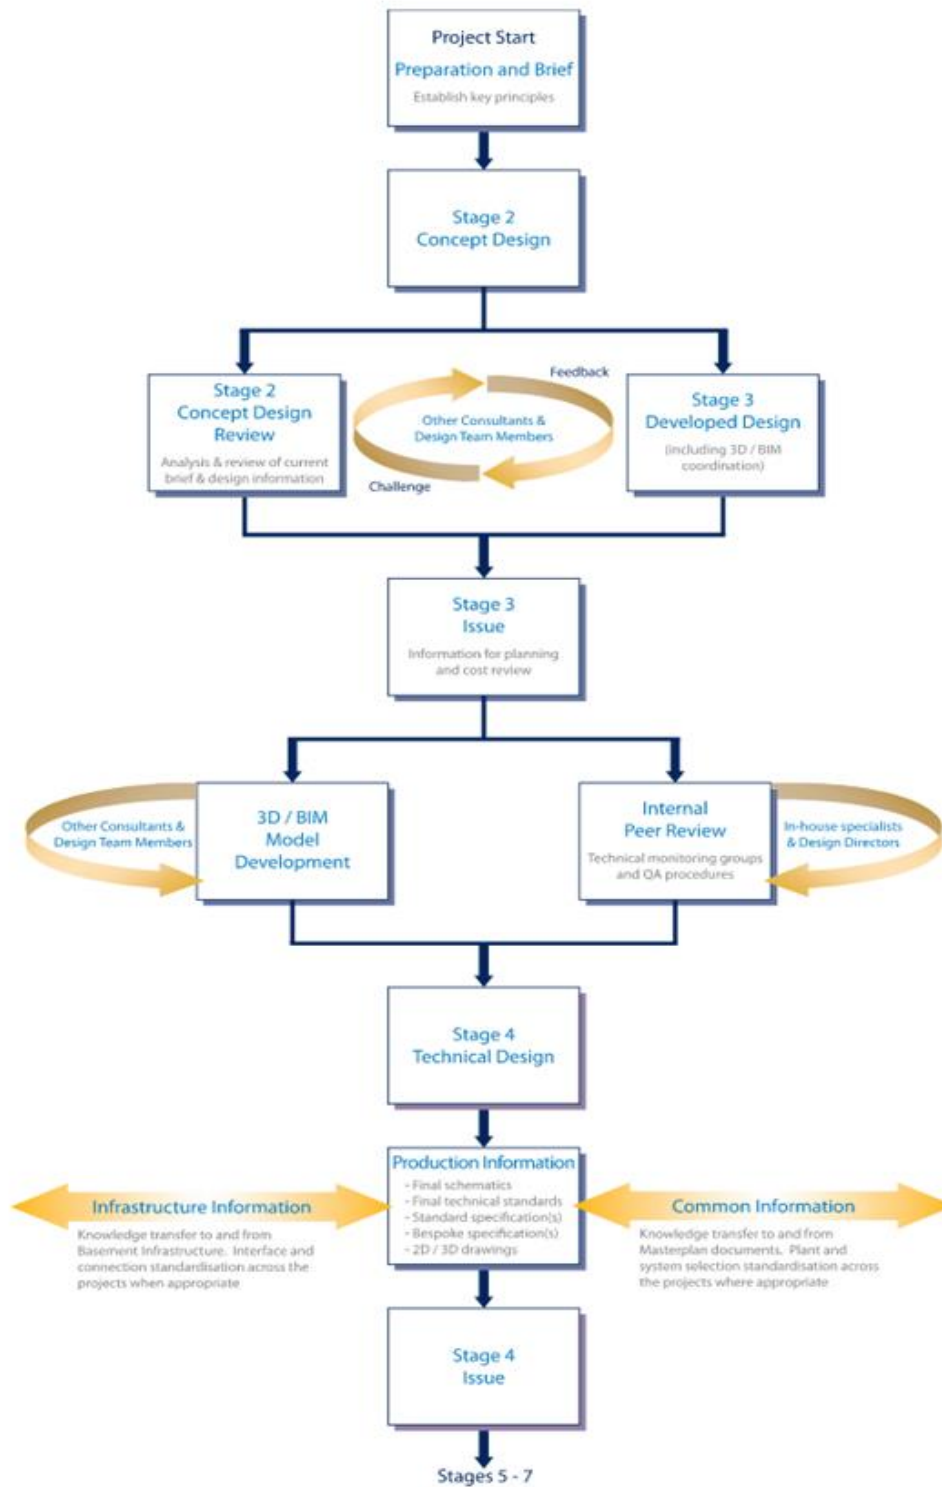 Project Start
Preparation and Brief
Establish key principles
Stage 2
Concept Design
Stage 2
Concept Design
Review
Analysis & review of current
brief & design information
Feedback
Other Consultants &
Design Team Members
Challenge
Stage 3
Developed Design
(including 3D / BIM
coordination)
Stage 3
Issue
Information for planning
and cost review
Other Consultants &
Design Team Members
3D / BIM
Model
Development
Internal
Peer Review
Technical monitoring groups
and QA procedures
In-house specialists
& Design Directors
Stage 4
Technical Design
Production Information
- Final schematics
- Final technical standards
- Standard specification(s)
- Bespoke specification(s)
- 2D / 3D drawings
Infrastructure Information
Knowledge transfer to and from
Basement Infrastructure. Interface and
connection standardisation across the
projects when appropriate
Common Information
Knowledge transfer to and from
Masterplan documents. Plant and
system selection standardisation across
the projects where appropriate
Stage 4
Issue
Stages 5 - 7